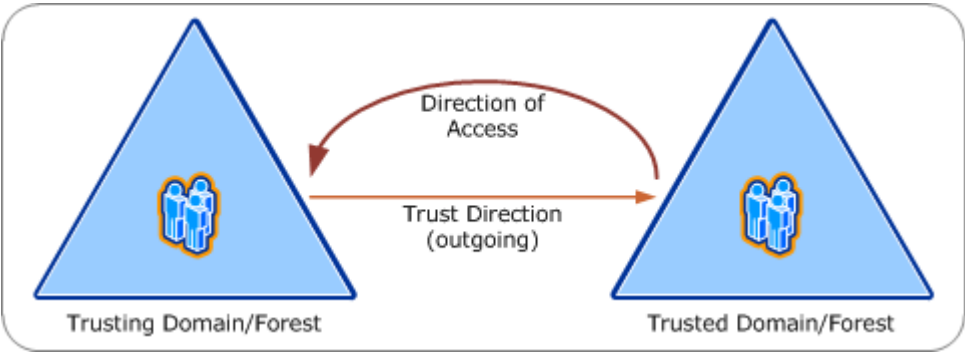 Direction of
Access
Trust Direction
(outgoing)
Trusting Domain/Forest
Trusted Domain/Forest